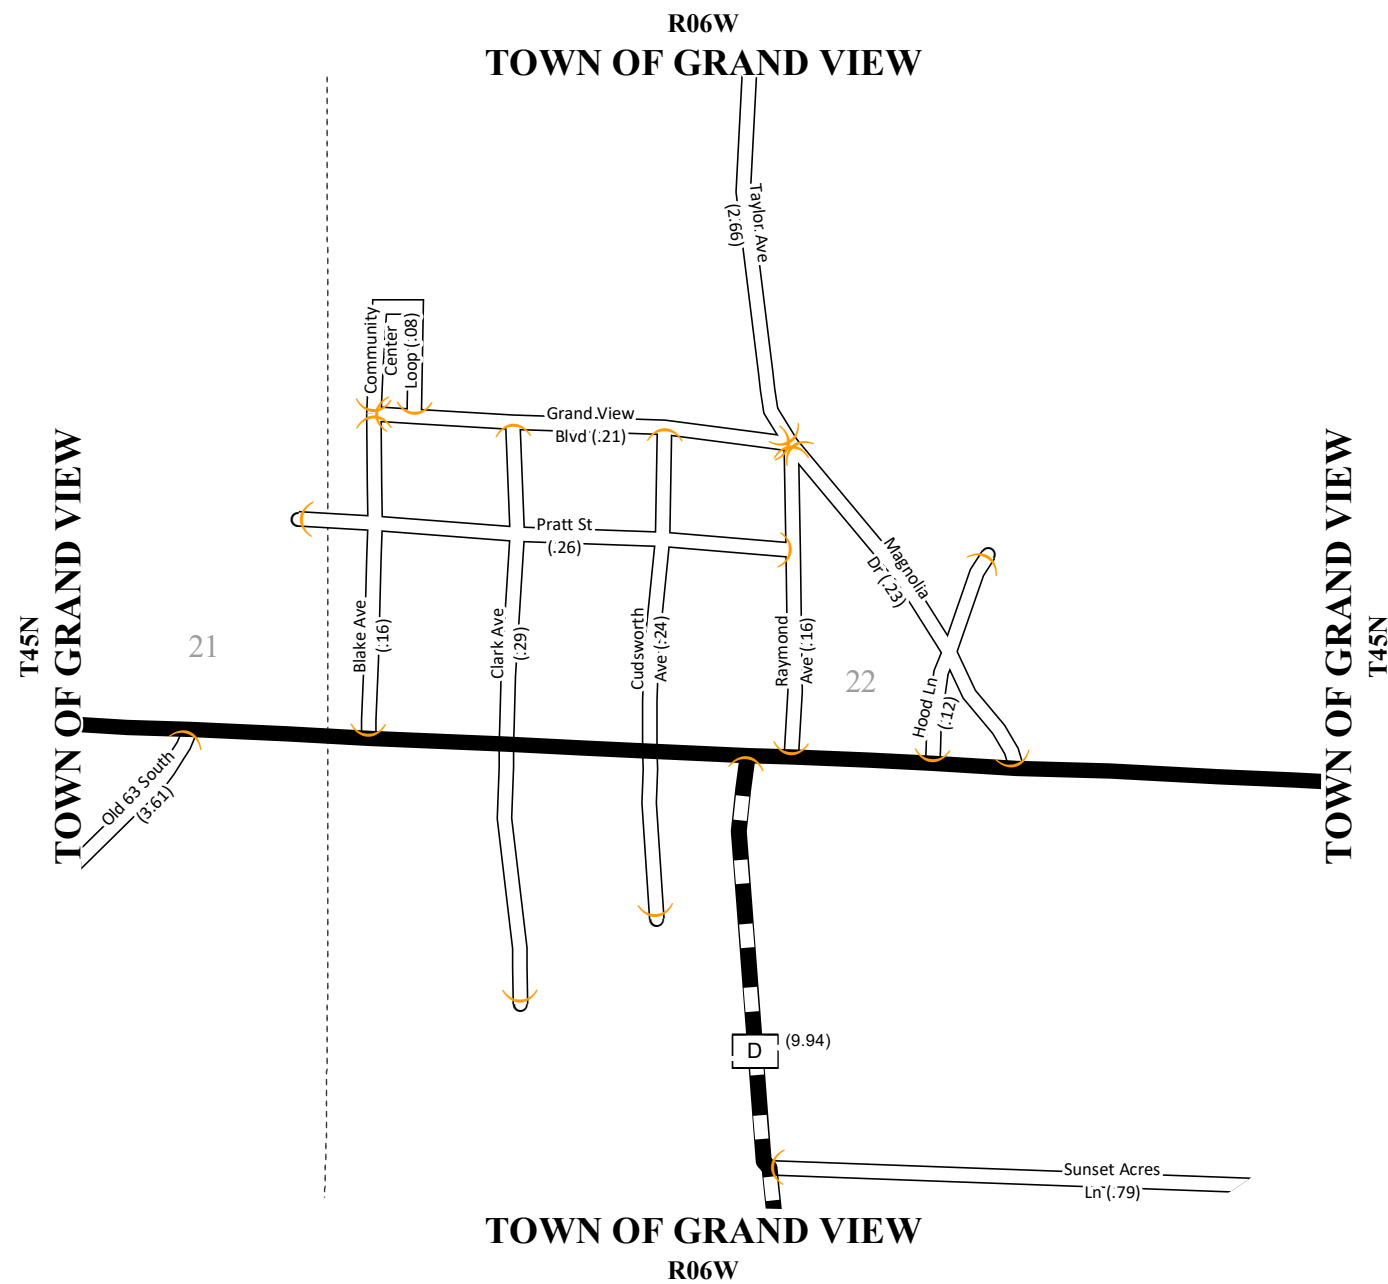 R06W
TOWN OF GRAND VIEW
Taylor Ave
(2.66)
Community
Center
Loop (.08)
Grand View
Blvd (.21)
Pratt St
(.26)
Magnolia
Dr (.23)
Blake Ave
(.16)
Clark Ave
(.29)
Cudsworth
Ave (.24)
Raymond
Ave (.16)
Hood Ln
(.12)
21
22
T45N
TOWN OF GRAND VIEW
TOWN OF GRAND VIEW
T45N
Old 63 South
(3.61)
D
(9.94)
Sunset Acres
Ln (.79)
TOWN OF GRAND VIEW
R06W